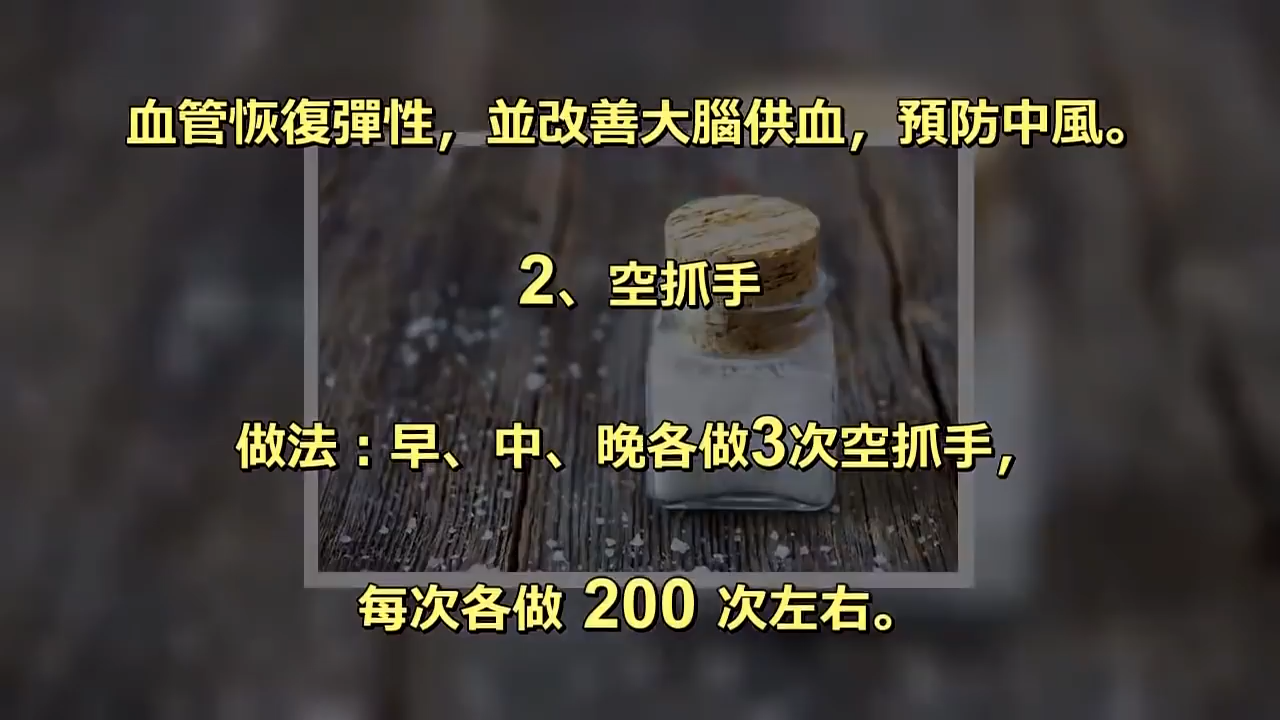 血管恢復彈性，並改善大腦供血，預防中風。
2、空抓手
做法：早、中、晚各做3次空抓手，
每次各做 200 次左右。